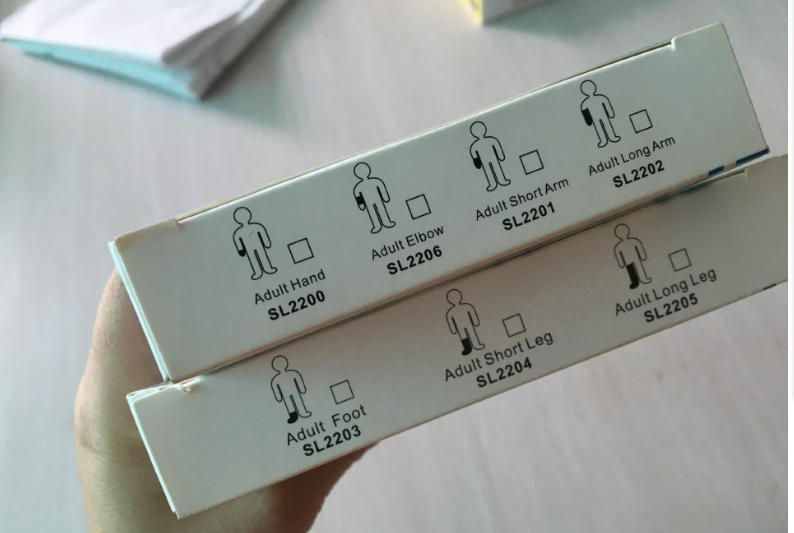 Adult Hand
SL2200
Adult Elbow
SL2206
Adult Short Arm
SL2201
Adult Long Arm
SL2202
Adult Foot
SL2203
Adult Short Leg
SL2204
Adult Long Leg
SL2205